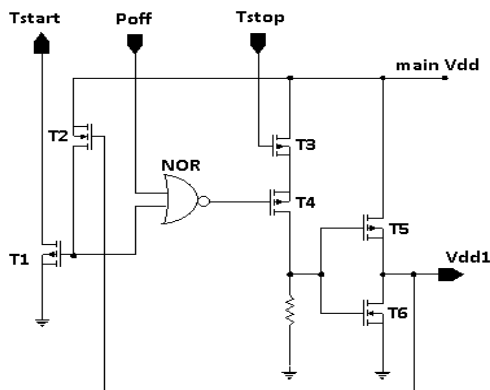 Tstart
Poff
Tstop
main Vdd
T2
T3
NOR
T4
T1
T5
Vdd1
T6